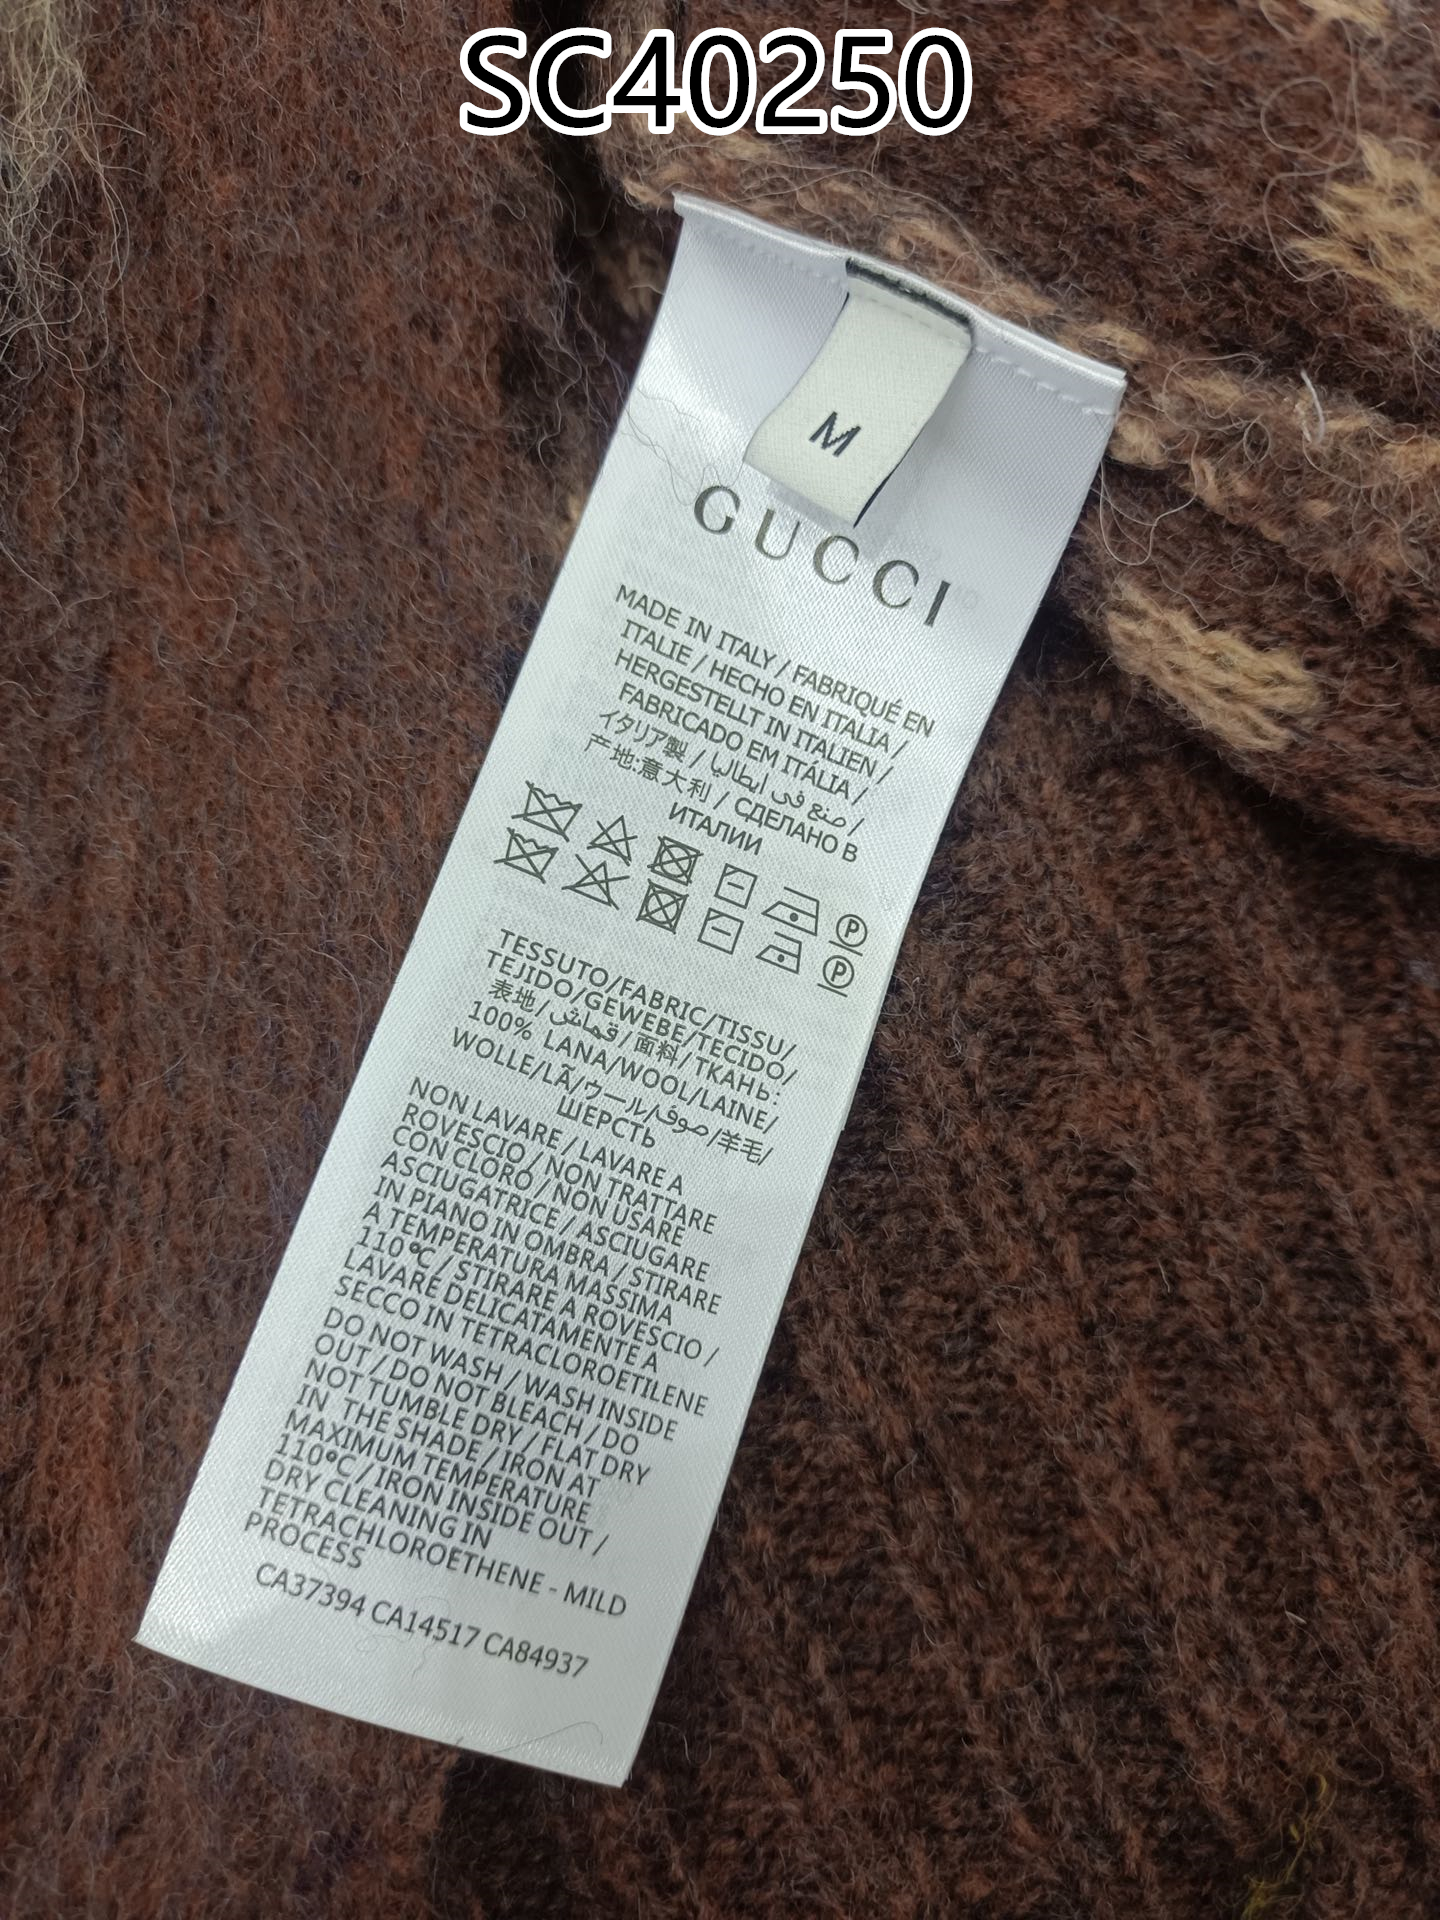 SC40250
M
GUCCI
MADE IN ITALY / FABRIQUÉ EN
ITALIE / HECHO EN ITALIA /
HERGESTELLT IN ITALIEN /
FABRICADO EM ITÁLIA /
イタリア製 / صنع في ايطاليا /
产地:意大利 / СДЕЛАНО В
ИТАЛИИ
TESSUTO/FABRIC/TISSU/
TEJIDO/GEWEBE/TECIDO/
表地/قماش/面料/ТКАНЬ:
100% LANA/WOOL/LAINE/
WOLLE/LÃ/ウール/صوف/羊毛/
ШЕРСТЬ
NON LAVARE / LAVARE A
ROVESCIO / NON TRATTARE
CON CLORO / NON USARE
ASCIUGATRICE / ASCIUGARE
IN PIANO IN OMBRA / STIRARE
A TEMPERATURA MASSIMA
110°C / STIRARE A ROVESCIO /
LAVARE DELICATAMENTE A
SECCO IN TETRACLOROETILENE
DO NOT WASH / WASH INSIDE
OUT / DO NOT BLEACH / DO
NOT TUMBLE DRY / FLAT DRY
IN THE SHADE / IRON AT
MAXIMUM TEMPERATURE
110°C / IRON INSIDE OUT /
DRY CLEANING IN
TETRACHLOROETHENE - MILD
PROCESS
CA37394 CA14517 CA84937